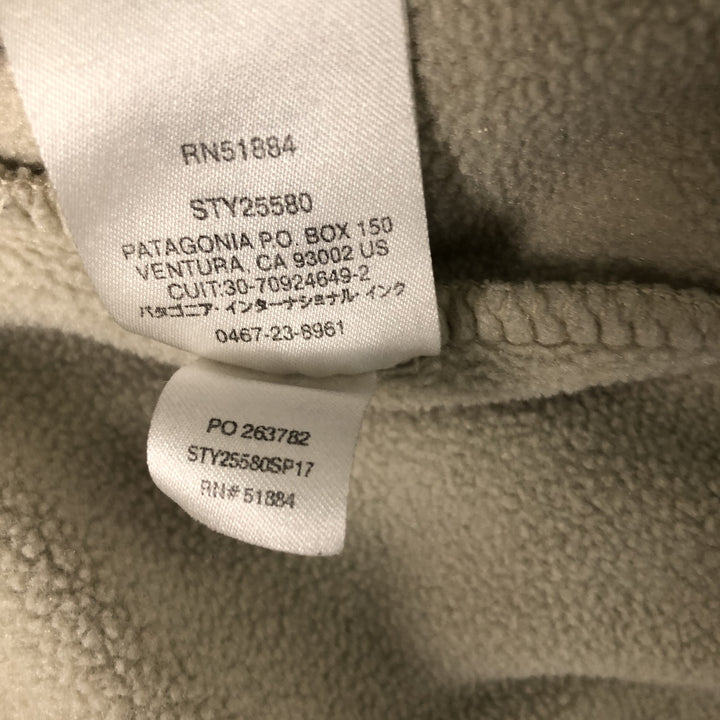 RN51884
STY25580
PATAGONIA P.O. BOX 150
VENTURA, CA 93002 US
CUIT:30-70924649-2
パタゴニア・インターナショナル・インク
0467-23-8961
PO 263782
STY25580SP17
RN# 51884